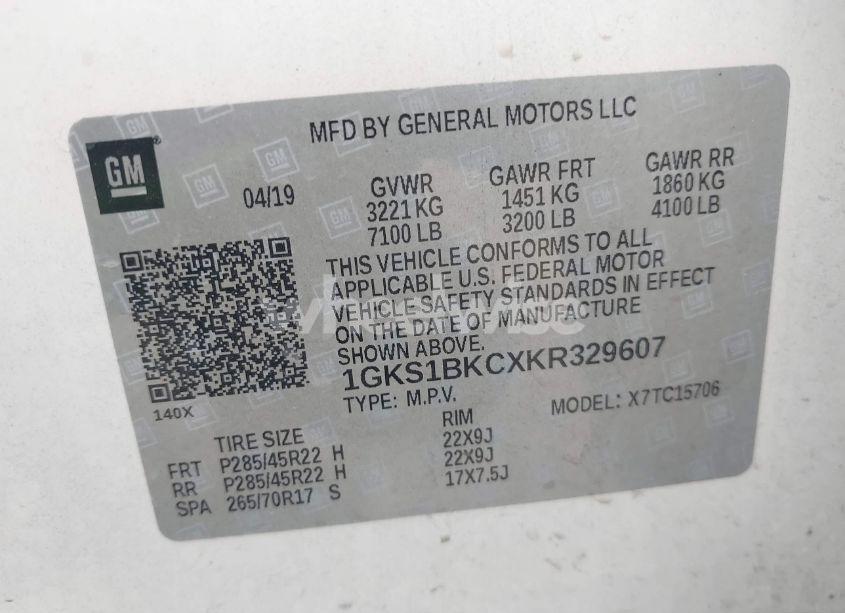 MFD BY GENERAL MOTORS LLC
GM
04/19
GVWR
3221 KG
7100 LB
GAWR FRT
1451 KG
3200 LB
GAWR RR
1860 KG
4100 LB
THIS VEHICLE CONFORMS TO ALL
APPLICABLE U.S. FEDERAL MOTOR
VEHICLE SAFETY STANDARDS IN EFFECT
ON THE DATE OF MANUFACTURE
SHOWN ABOVE.
1GKS1BKCXKR329607
TYPE: M.P.V. MODEL: X7TC15706
140X
TIRE SIZE RIM
FRT P285/45R22 H 22X9J
RR P285/45R22 H 22X9J
SPA 265/70R17 S 17X7.5J